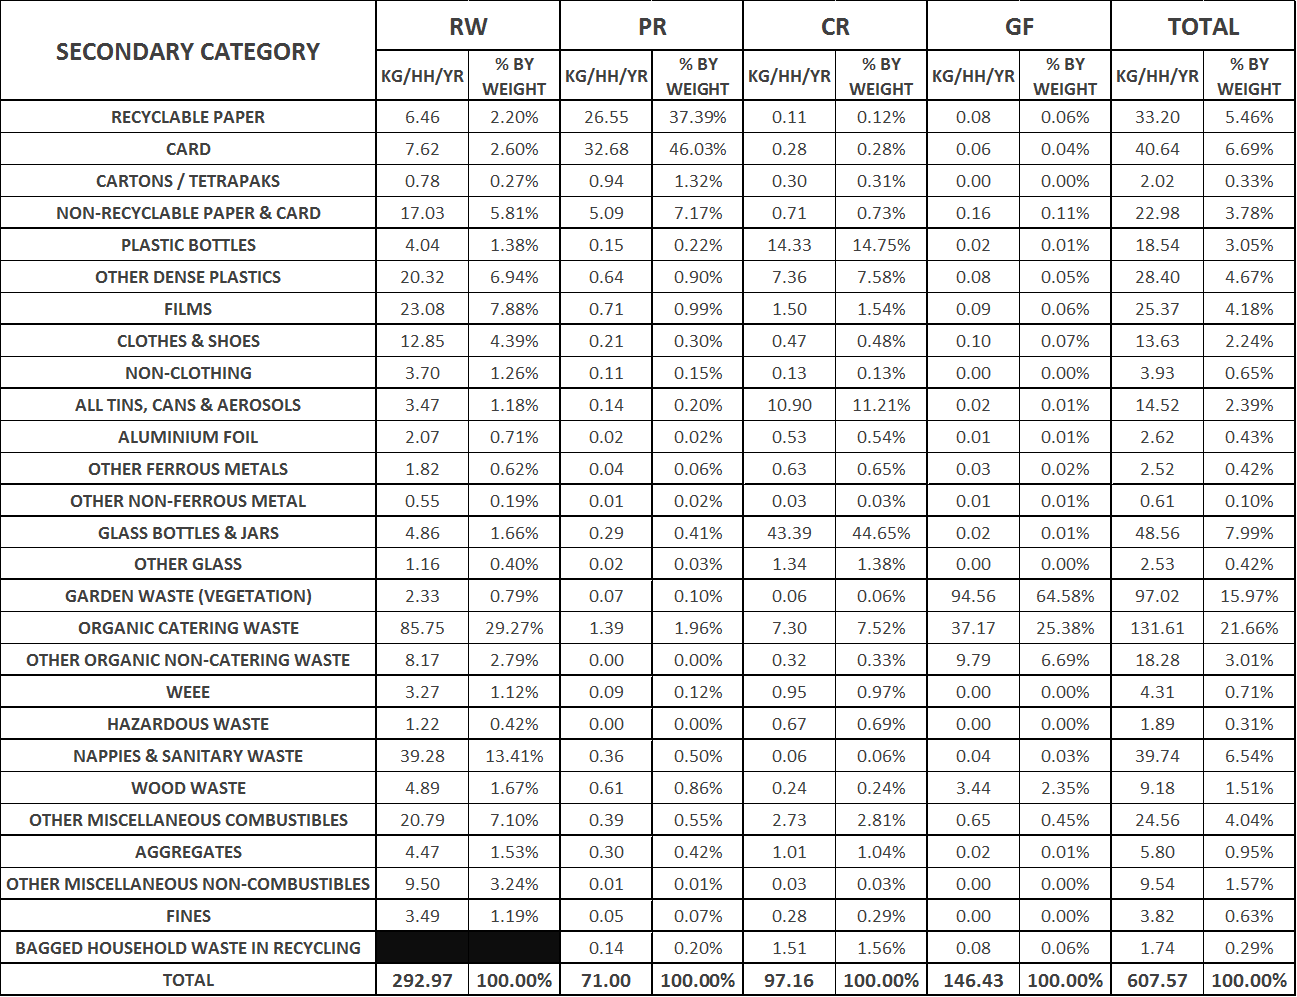 SECONDARY CATEGORY RW PR CR GF TOTAL
KG/HH/YR % BY WEIGHT KG/HH/YR % BY WEIGHT KG/HH/YR % BY WEIGHT KG/HH/YR % BY WEIGHT KG/HH/YR % BY WEIGHT
RECYCLABLE PAPER 6.46 2.20% 26.55 37.39% 0.11 0.12% 0.08 0.06% 33.20 5.46%
CARD 7.62 2.60% 32.68 46.03% 0.28 0.28% 0.06 0.04% 40.64 6.69%
CARTONS / TETRAPAKS 0.78 0.27% 0.94 1.32% 0.30 0.31% 0.00 0.00% 2.02 0.33%
NON-RECYCLABLE PAPER & CARD 17.03 5.81% 5.09 7.17% 0.71 0.73% 0.16 0.11% 22.98 3.78%
PLASTIC BOTTLES 4.04 1.38% 0.15 0.22% 14.33 14.75% 0.02 0.01% 18.54 3.05%
OTHER DENSE PLASTICS 20.32 6.94% 0.64 0.90% 7.36 7.58% 0.08 0.05% 28.40 4.67%
FILMS 23.08 7.88% 0.71 0.99% 1.50 1.54% 0.09 0.06% 25.37 4.18%
CLOTHES & SHOES 12.85 4.39% 0.21 0.30% 0.47 0.48% 0.10 0.07% 13.63 2.24%
NON-CLOTHING 3.70 1.26% 0.11 0.15% 0.13 0.13% 0.00 0.00% 3.93 0.65%
ALL TINS, CANS & AEROSOLS 3.47 1.18% 0.14 0.20% 10.90 11.21% 0.02 0.01% 14.52 2.39%
ALUMINIUM FOIL 2.07 0.71% 0.02 0.02% 0.53 0.54% 0.01 0.01% 2.62 0.43%
OTHER FERROUS METALS 1.82 0.62% 0.04 0.06% 0.63 0.65% 0.03 0.02% 2.52 0.42%
OTHER NON-FERROUS METAL 0.55 0.19% 0.01 0.02% 0.03 0.03% 0.01 0.01% 0.61 0.10%
GLASS BOTTLES & JARS 4.86 1.66% 0.29 0.41% 43.39 44.65% 0.02 0.01% 48.56 7.99%
OTHER GLASS 1.16 0.40% 0.02 0.03% 1.34 1.38% 0.00 0.00% 2.53 0.42%
GARDEN WASTE (VEGETATION) 2.33 0.79% 0.07 0.10% 0.06 0.06% 94.56 64.58% 97.02 15.97%
ORGANIC CATERING WASTE 85.75 29.27% 1.39 1.96% 7.30 7.52% 37.17 25.38% 131.61 21.66%
OTHER ORGANIC NON-CATERING WASTE 8.17 2.79% 0.00 0.00% 0.32 0.33% 9.79 6.69% 18.28 3.01%
WEEE 3.27 1.12% 0.09 0.12% 0.95 0.97% 0.00 0.00% 4.31 0.71%
HAZARDOUS WASTE 1.22 0.42% 0.00 0.00% 0.67 0.69% 0.00 0.00% 1.89 0.31%
NAPPIES & SANITARY WASTE 39.28 13.41% 0.36 0.50% 0.06 0.06% 0.04 0.03% 39.74 6.54%
WOOD WASTE 4.89 1.67% 0.61 0.86% 0.24 0.24% 3.44 2.35% 9.18 1.51%
OTHER MISCELLANEOUS COMBUSTIBLES 20.79 7.10% 0.39 0.55% 2.73 2.81% 0.65 0.45% 24.56 4.04%
AGGREGATES 4.47 1.53% 0.30 0.42% 1.01 1.04% 0.02 0.01% 5.80 0.95%
OTHER MISCELLANEOUS NON-COMBUSTIBLES 9.50 3.24% 0.01 0.01% 0.03 0.03% 0.00 0.00% 9.54 1.57%
FINES 3.49 1.19% 0.05 0.07% 0.28 0.29% 0.00 0.00% 3.82 0.63%
BAGGED HOUSEHOLD WASTE IN RECYCLING 0.14 0.20% 1.51 1.56% 0.08 0.06% 1.74 0.29%
TOTAL 292.97 100.00% 71.00 100.00% 97.16 100.00% 146.43 100.00% 607.57 100.00%